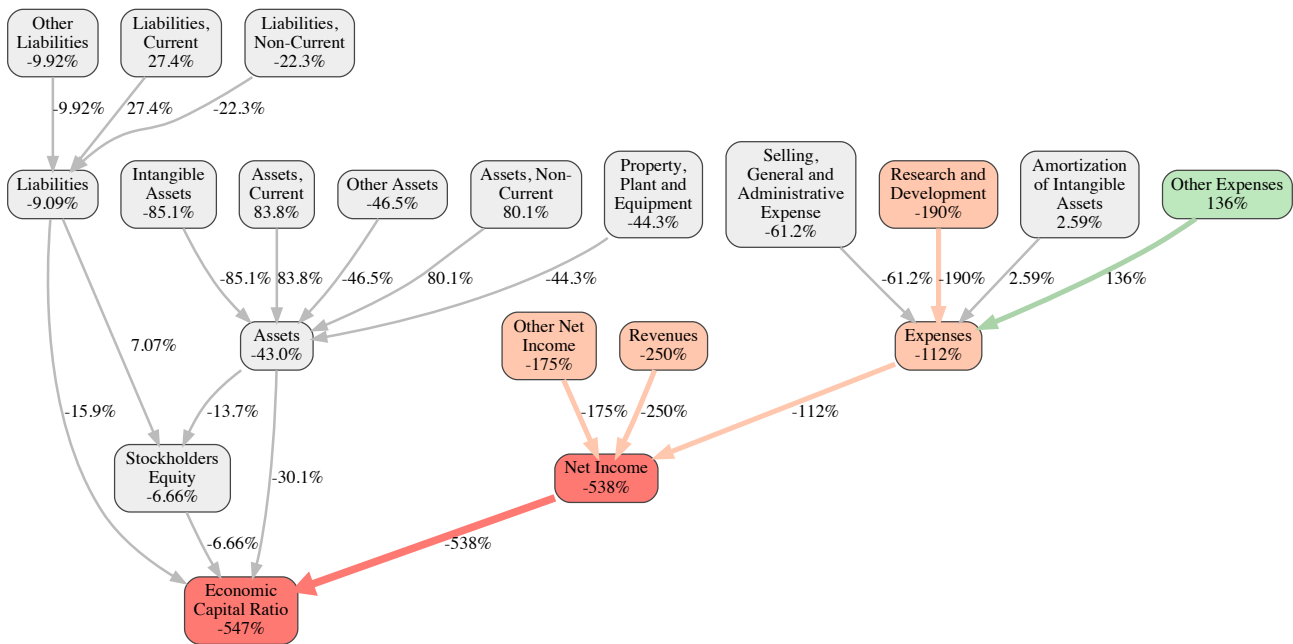 Other
Liabilities
-9.92%
Liabilities,
Current
27.4%
Liabilities,
Non-Current
-22.3%
-9.92%
27.4%
-22.3%
Liabilities
-9.09%
Intangible
Assets
-85.1%
Assets,
Current
83.8%
Other Assets
-46.5%
Assets, Non-
Current
80.1%
Property,
Plant and
Equipment
-44.3%
Selling,
General and
Administrative
Expense
-61.2%
Research and
Development
-190%
Amortization
of Intangible
Assets
2.59%
Other Expenses
136%
-85.1%
83.8%
-46.5%
80.1%
-44.3%
-61.2%
-190%
2.59%
136%
Assets
-43.0%
Other Net
Income
-175%
Revenues
-250%
Expenses
-112%
7.07%
-15.9%
-13.7%
-175%
-250%
-112%
Stockholders
Equity
-6.66%
-30.1%
Net Income
-538%
-6.66%
-538%
Economic
Capital Ratio
-547%